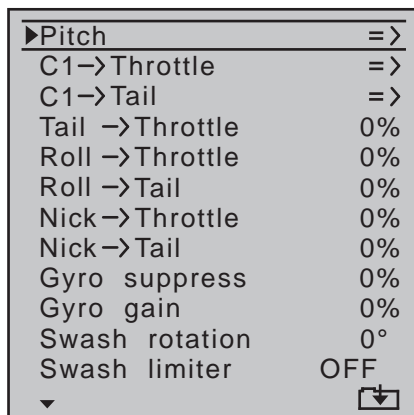 Pitch =>
C1->Throttle =>
C1->Tail =>
Tail ->Throttle 0%
Roll ->Throttle 0%
Roll ->Tail 0%
Nick->Throttle 0%
Nick->Tail 0%
Gyro suppress 0%
Gyro gain 0%
Swash rotation 0°
Swash limiter OFF